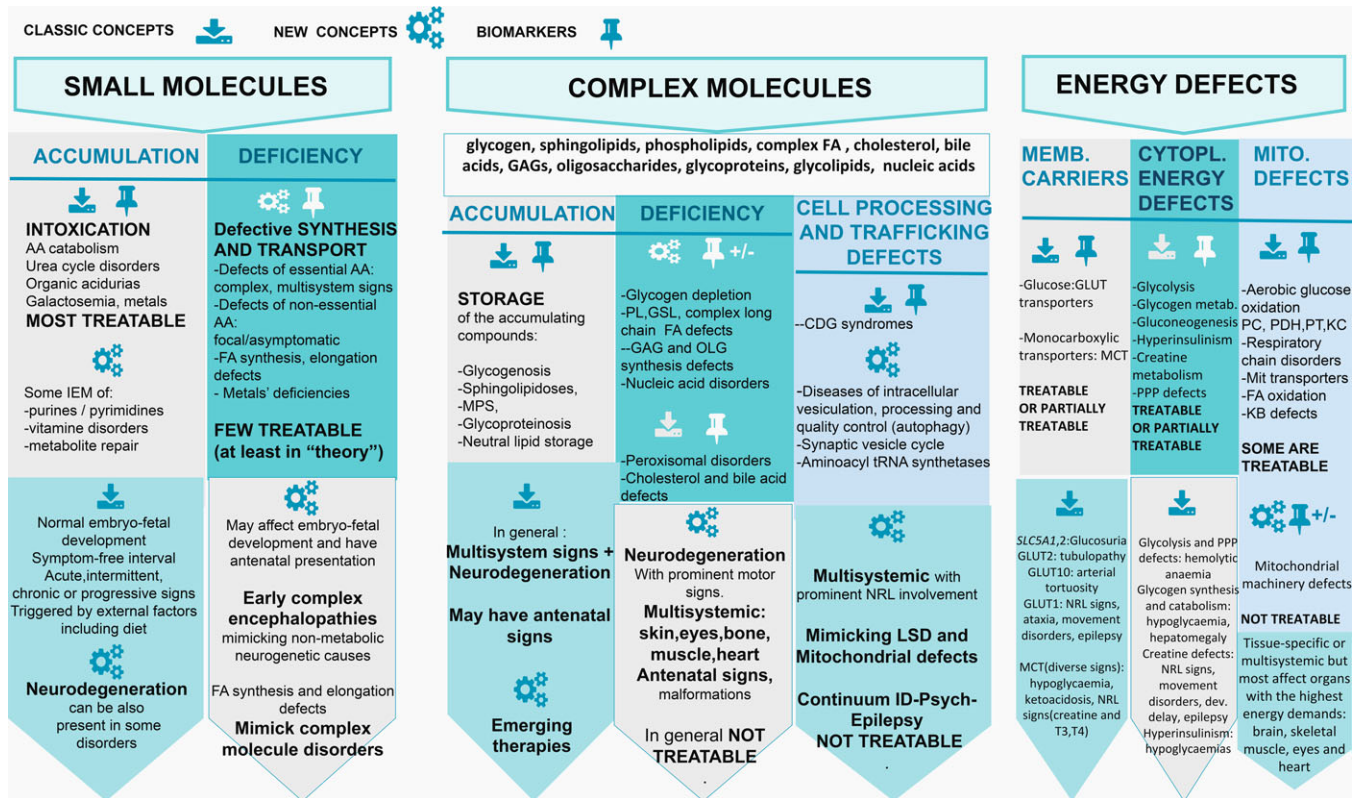 CLASSIC CONCEPTS
NEW CONCEPTS
BIOMARKERS
SMALL MOLECULES
ACCUMULATION
INTOXICATION
AA catabolism
Urea cycle disorders
Organic acidurias
Galactosemia, metals
MOST TREATABLE
Some IEM of:
-purines / pyrimidines
-vitamine disorders
-metabolite repair
Normal embryo-fetal
development
Symptom-free interval
Acute,intermittent,
chronic or progressive signs
Triggered by external factors
including diet
Neurodegeneration
can be also
present in some
disorders
DEFICIENCY
Defective SYNTHESIS
AND TRANSPORT
-Defects of essential AA:
complex, multisystem signs
-Defects of non-essential
AA:
focal/asymptomatic
-FA synthesis, elongation
defects
- Metals' deficiencies
FEW TREATABLE
(at least in “theory”)
May affect embryo-fetal
development and have
antenatal presentation
Early complex
encephalopathies
mimicking non-metabolic
neurogenetic causes
FA synthesis and elongation
defects
Mimick complex
molecule disorders
COMPLEX MOLECULES
glycogen, sphingolipids, phospholipids, complex FA , cholesterol, bile
acids, GAGs, oligosaccharides, glycoproteins, glycolipids, nucleic acids
ACCUMULATION
STORAGE
of the accumulating
compounds:
-Glycogenosis
-Sphingolipidoses,
-MPS,
-Glycoproteinosis
-Neutral lipid storage
In general :
Multisystem signs +
Neurodegeneration
May have antenatal
signs
Emerging
therapies
DEFICIENCY
+/-
-Glycogen depletion
-PL,GSL, complex long
chain FA defects
--GAG and OLG
synthesis defects
-Nucleic acid disorders
-Peroxisomal disorders
-Cholesterol and bile acid
defects
Neurodegeneration
With prominent motor
signs.
Multisystemic:
skin,eyes,bone,
muscle,heart
Antenatal signs,
malformations
In general NOT
TREATABLE
.
CELL PROCESSING
AND TRAFFICKING
DEFECTS
--CDG syndromes
-Diseases of intracellular
vesiculation, processing and
quality control (autophagy)
-Synaptic vesicle cycle
-Aminoacyl tRNA synthetases
Multisystemic with
prominent NRL involvement
Mimicking LSD and
Mitochondrial defects
Continuum ID-Psych-
Epilepsy
NOT TREATABLE
.
ENERGY DEFECTS
MEMB.
CARRIERS
-Glucose:GLUT
transporters
-Monocarboxylic
transporters: MCT
TREATABLE
OR PARTIALLY
TREATABLE
SLC5A1,2:Glucosuria
GLUT2: tubulopathy
GLUT10: arterial
tortuosity
GLUT1: NRL signs,
ataxia, movement
disorders, epilepsy
MCT(diverse signs):
hypoglycaemia,
ketoacidosis, NRL
signs(creatine and
T3,T4)
CYTOPL.
ENERGY
DEFECTS
-Glycolysis
-Glycogen metab.
-Gluconeogenesis
-Hyperinsulinism
-Creatine
metabolism
-PPP defects
TREATABLE
OR PARTIALLY
TREATABLE
Glycolysis and PPP
defects: hemolytic
anaemia
Glycogen synthesis
and catabolism:
hypoglycaemia,
hepatomegaly
Creatine defects:
NRL signs,
movement
disorders, dev.
delay, epilepsy
Hyperinsulinism:
hypoglycaemias
MITO.
DEFECTS
-Aerobic glucose
oxidation
PC, PDH,PT,KC
-Respiratory
chain disorders
-Mit transporters
-FA oxidation
-KB defects
SOME ARE
TREATABLE
+/-
Mitochondrial
machinery defects
NOT TREATABLE
Tissue-specific or
multisystemic but
most affect organs
with the highest
energy demands:
brain, skeletal
muscle, eyes and
heart